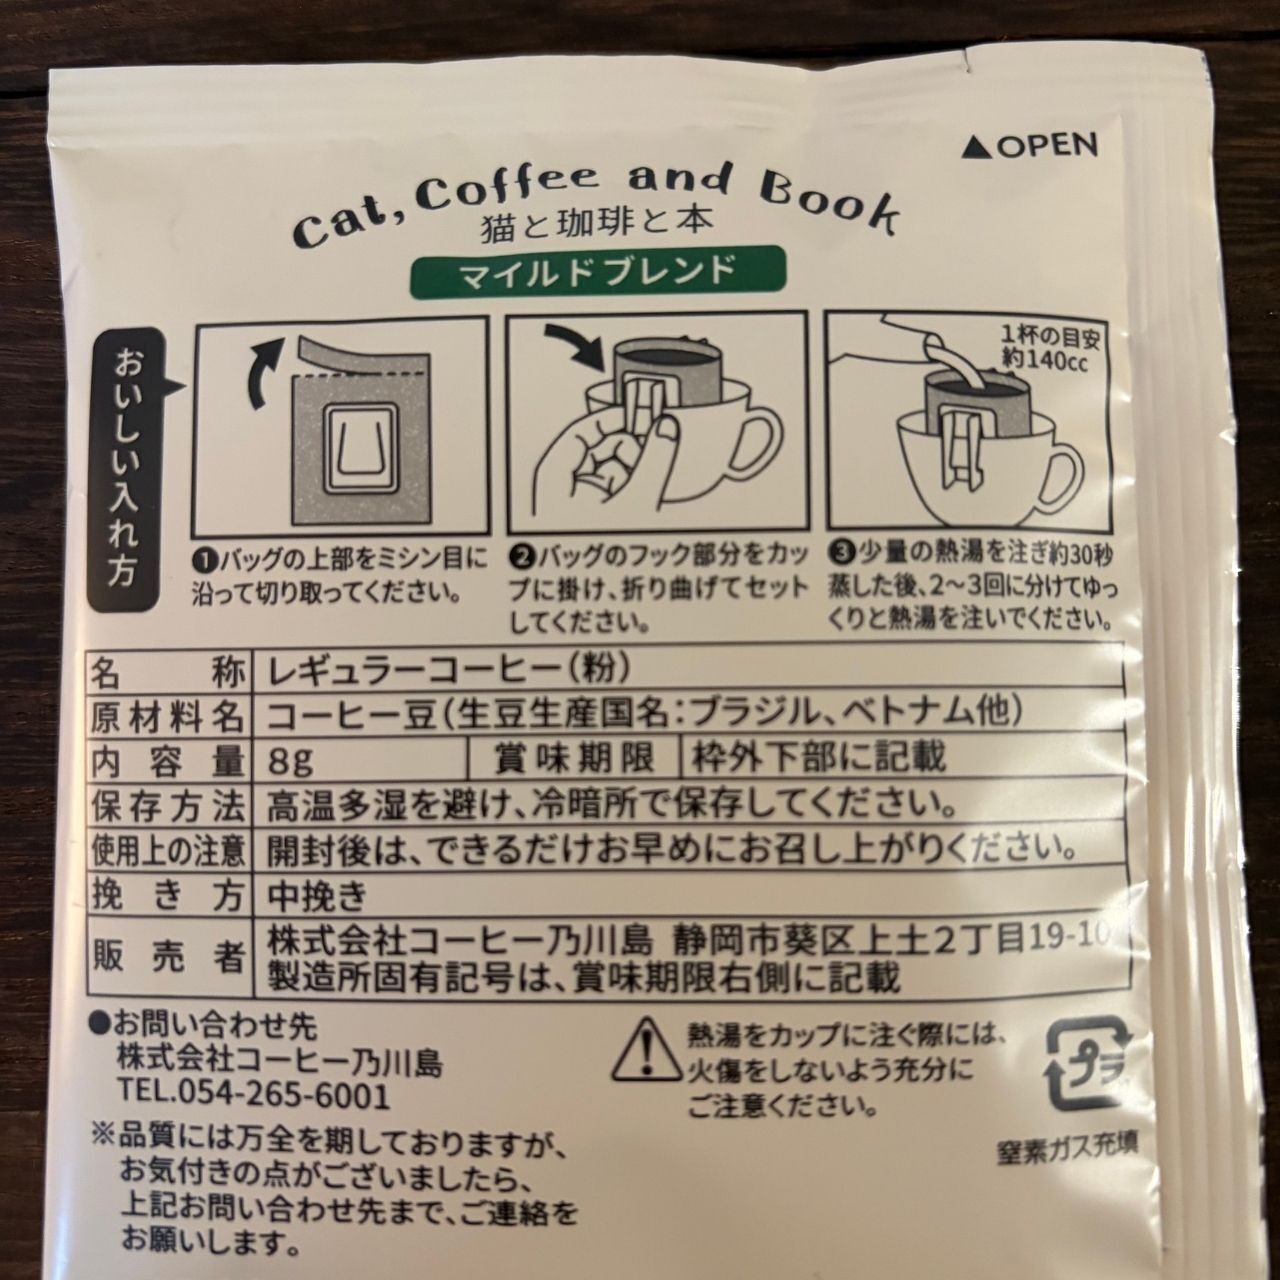 ▲OPEN
Cat, Coffee and Book
猫と珈琲と本
マイルドブレンド
おいしい入れ方
1杯の目安
約140cc
❶バッグの上部をミシン目に
沿って切り取ってください。
❷バッグのフック部分をカッ
プに掛け、折り曲げてセット
してください。
❸少量の熱湯を注ぎ約30秒
蒸した後、2〜3回に分けてゆっ
くりと熱湯を注いでください。
名称 レギュラーコーヒー(粉)
原材料名 コーヒー豆(生豆生産国名:ブラジル、ベトナム他)
内容量 8g 賞味期限 枠外下部に記載
保存方法 高温多湿を避け、冷暗所で保存してください。
使用上の注意 開封後は、できるだけお早めにお召し上がりください。
挽き方 中挽き
販売者 株式会社コーヒー乃川島 静岡市葵区上土2丁目19-10
製造所固有記号は、賞味期限右側に記載
●お問い合わせ先
株式会社コーヒー乃川島
TEL.054-265-6001
※品質には万全を期しておりますが、
お気付きの点がございましたら、
上記お問い合わせ先まで、ご連絡を
お願いします。
熱湯をカップに注ぐ際には、
火傷をしないよう充分に
ご注意ください。
プラ
窒素ガス充填